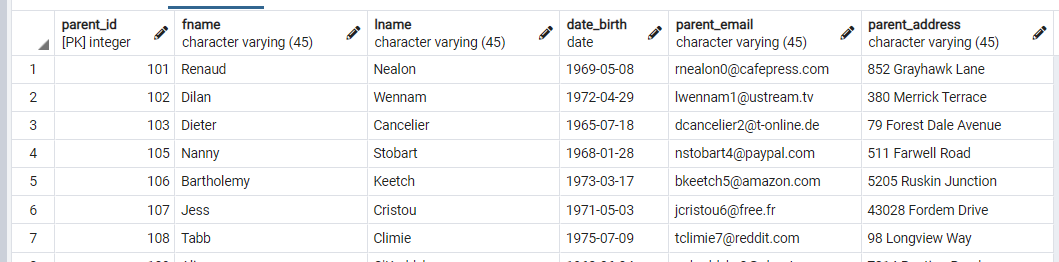 parent_id fname lname date_birth parent_email parent_address
[PK] integer character varying (45) character varying (45) date character varying (45) character varying (45)
1 101 Renaud Nealon 1969-05-08 rnealon0@cafepress.com 852 Grayhawk Lane
2 102 Dilan Wennam 1972-04-29 lwennam1@ustream.tv 380 Merrick Terrace
3 103 Dieter Cancelier 1965-07-18 dcancelier2@t-online.de 79 Forest Dale Avenue
4 105 Nanny Stobart 1968-01-28 nstobart4@paypal.com 511 Farwell Road
5 106 Bartholemy Keetch 1973-03-17 bkeetch5@amazon.com 5205 Ruskin Junction
6 107 Jess Cristou 1971-05-03 jcristou6@free.fr 43028 Fordem Drive
7 108 Tabb Climie 1975-07-09 tclimie7@reddit.com 98 Longview Way